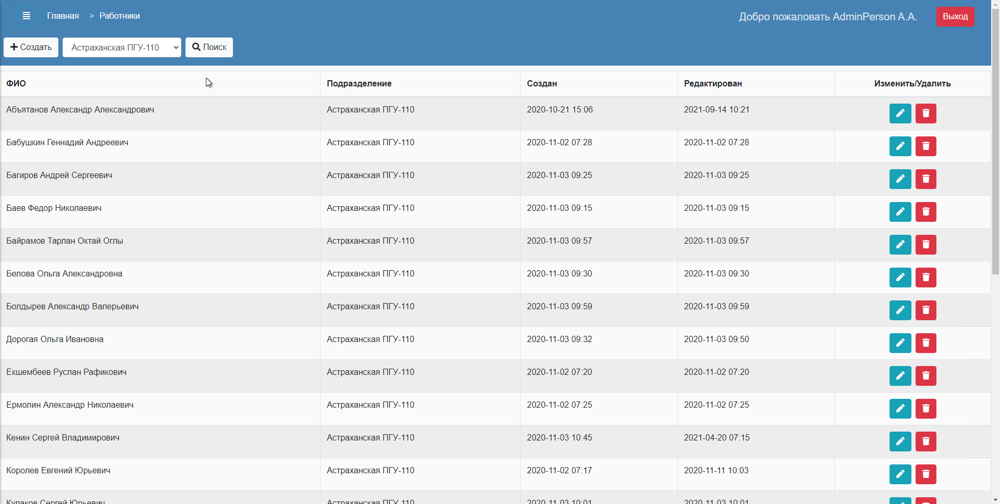 Главная > Работники
Добро пожаловать AdminPerson A.A.
Выход
Создать
Астраханская ПГУ-110
Поиск
ФИО Подразделение Создан Редактирован Изменить/Удалить
Абъятанов Александр Александрович Астраханская ПГУ-110 2020-10-21 15:06 2021-09-14 10:21
Бабушкин Геннадий Андреевич Астраханская ПГУ-110 2020-11-02 07:28 2020-11-02 07:28
Багиров Андрей Сергеевич Астраханская ПГУ-110 2020-11-03 09:25 2020-11-03 09:25
Баев Федор Николаевич Астраханская ПГУ-110 2020-11-03 09:15 2020-11-03 09:15
Байрамов Тарлан Октай Оглы Астраханская ПГУ-110 2020-11-03 09:57 2020-11-03 09:57
Белова Ольга Александровна Астраханская ПГУ-110 2020-11-03 09:30 2020-11-03 09:30
Болдырев Александр Валерьевич Астраханская ПГУ-110 2020-11-03 09:59 2020-11-03 09:59
Дорогая Ольга Ивановна Астраханская ПГУ-110 2020-11-03 09:32 2020-11-03 09:50
Екшембеев Руслан Рафикович Астраханская ПГУ-110 2020-11-02 07:20 2020-11-02 07:20
Ермолин Александр Николаевич Астраханская ПГУ-110 2020-11-02 07:25 2020-11-02 07:25
Кенин Сергей Владимирович Астраханская ПГУ-110 2020-11-03 10:45 2021-04-20 07:15
Королев Евгений Юрьевич Астраханская ПГУ-110 2020-11-02 07:17 2020-11-11 10:03
Сергей Юрьевич Астраханская ПГУ-110 2020-11-03 10:01 2020-11-03 10:01